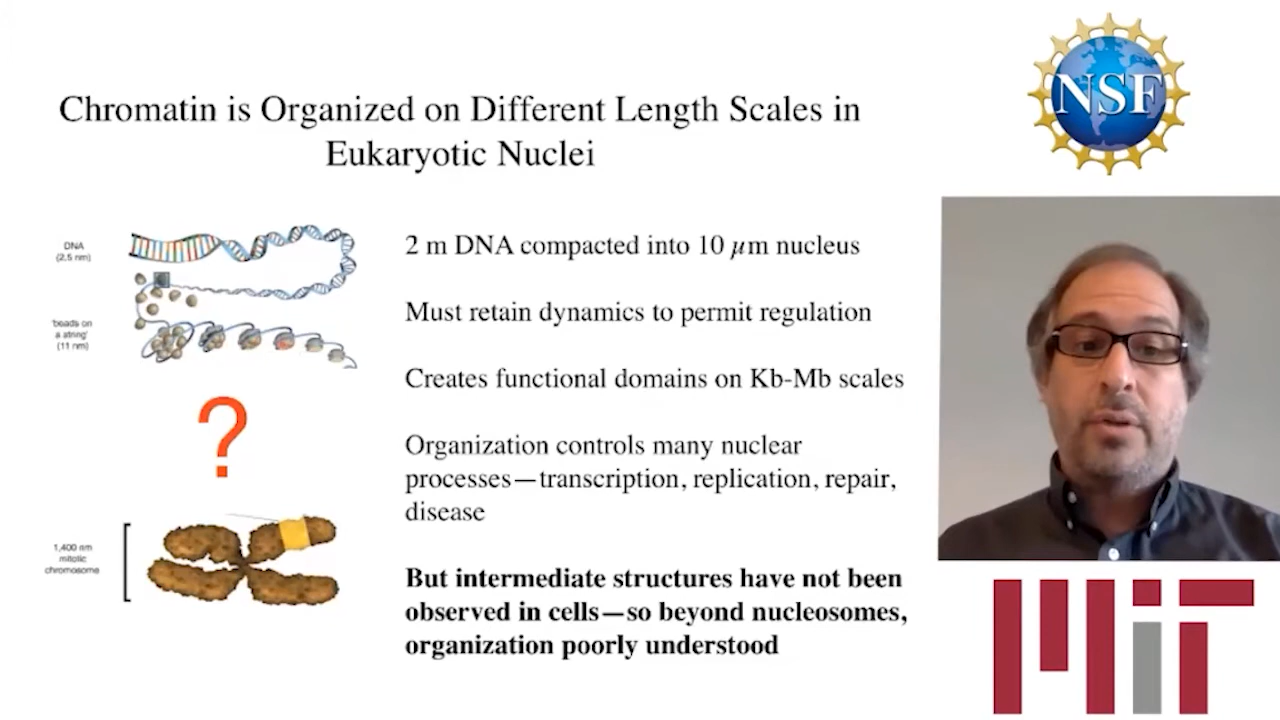 Chromatin is Organized on Different Length Scales in
Eukaryotic Nuclei
NSF
DNA
(2,5 nm)
'beads on
a string'
(11 nm)
?
1,400 nm
mitotic
chromosome
2 m DNA compacted into 10 μm nucleus
Must retain dynamics to permit regulation
Creates functional domains on Kb-Mb scales
Organization controls many nuclear
processes—transcription, replication, repair,
disease
But intermediate structures have not been
observed in cells—so beyond nucleosomes,
organization poorly understood
MIT